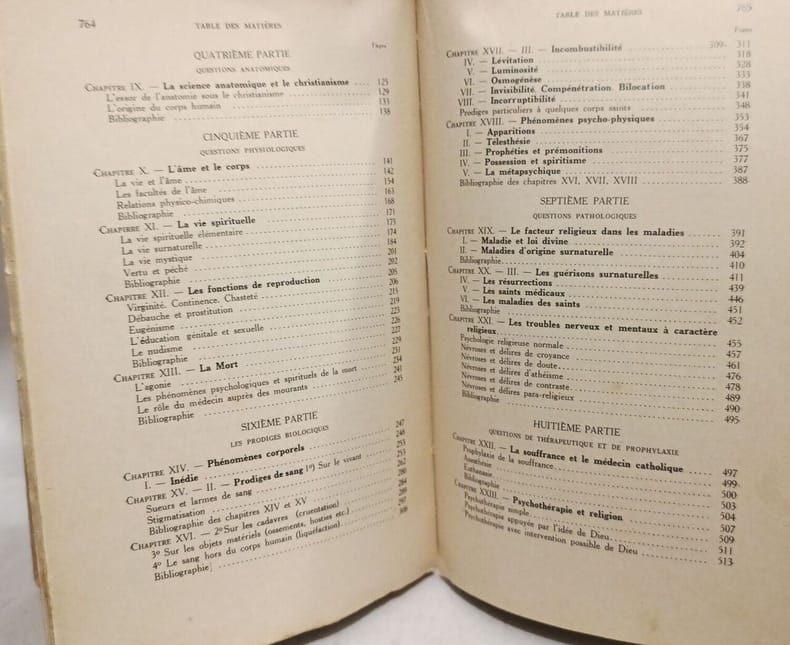 764
TABLE DES MATIÈRES
Pages
QUATRIÈME PARTIE
QUESTIONS ANATOMIQUES
CHAPITRE IX. — La science anatomique et le christianisme .... 125
L'essor de l'anatomie sous le christianisme .... 129
L'origine du corps humain .... 133
Bibliographie .... 138
CINQUIÈME PARTIE
QUESTIONS PHYSIOLOGIQUES
CHAPITRE X. — L'âme et le corps .... 141
La vie et l'âme .... 142
Les facultés de l'âme .... 154
Relations physico-chimiques .... 163
Bibliographie .... 168
CHAPITRE XI. — La vie spirituelle .... 171
La vie spirituelle élémentaire .... 173
La vie surnaturelle .... 174
La vie mystique .... 184
Vertu et péché .... 201
Bibliographie .... 202
CHAPITRE XII. — Les fonctions de reproduction .... 205
Virginité, Continence, Chasteté .... 206
Débauche et prostitution .... 215
Eugénisme .... 219
L'éducation génitale et sexuelle .... 223
Le nudisme .... 226
Bibliographie .... 227
CHAPITRE XIII. — La Mort .... 229
L'agonie .... 231
Les phénomènes psychologiques et spirituels de la mort .... 234
Le rôle du médecin auprès des mourants .... 241
Bibliographie .... 245
SIXIÈME PARTIE
LES PRODIGES BIOLOGIQUES
CHAPITRE XIV. — Phénomènes corporels .... 247
I. — Inédie .... 248
CHAPITRE XV. — II. — Prodiges de sang 1º) Sur le vivant .... 253
Sueurs et larmes de sang .... 253
Stigmatisation .... 262
Bibliographie des chapitres XIV et XV .... 280
CHAPITRE XVI. — 2º Sur les cadavres (cruentation) .... 284
3º Sur les objets matériels (ossements, hosties etc.) .... 289
4º Le sang hors du corps humain (liquéfaction) .... 297
Bibliographie .... 308
TABLE DES MATIÈRES
765
Pages
CHAPITRE XVII. — III. — Incombustibilité .... 309- 311
IV. — Lévitation .... 318
V. — Luminosité .... 328
VI. — Osmogénèse .... 333
VII. — Invisibilité. Compénétration. Bilocation .... 338
VIII. — Incorruptibilité .... 341
Prodiges particuliers à quelques corps saints .... 348
CHAPITRE XVIII. — Phénomènes psycho-physiques .... 353
I. — Apparitions .... 354
II. — Télesthésie .... 367
III. — Prophéties et prémonitions .... 375
IV. — Possession et spiritisme .... 377
V. — La métapsychique .... 387
Bibliographie des chapitres XVI, XVII, XVIII .... 388
SEPTIÈME PARTIE
QUESTIONS PATHOLOGIQUES
CHAPITRE XIX. — Le facteur religieux dans les maladies .... 391
I. — Maladie et loi divine .... 392
II. — Maladies d'origine surnaturelle .... 404
Bibliographie .... 410
CHAPITRE XX. — III. — Les guérisons surnaturelles .... 411
IV. — Les résurrections .... 439
V. — Les saints médicaux .... 446
VI. — Les maladies des saints .... 451
Bibliographie .... 452
CHAPITRE XXI. — Les troubles nerveux et mentaux à caractère
religieux .... 455
Psychologie religieuse normale .... 457
Névroses et délires de croyance .... 461
Névroses et délires de doute .... 476
Névroses et délires d'athéisme .... 478
Névroses et délires de contraste .... 489
Névroses et délires para-religieux .... 490
Bibliographie .... 495
HUITIÈME PARTIE
QUESTIONS DE THÉRAPEUTIQUE ET DE PROPHYLAXIE
CHAPITRE XXII. — La souffrance et le médecin catholique .... 497
Prophylaxie de la souffrance .... 499
Anesthésie .... 500
Euthanasie .... 503
Bibliographie .... 504
CHAPITRE XXIII. — Psychothérapie et religion .... 507
Psychothérapie simple .... 509
Psychothérapie appuyée par l'idée de Dieu .... 511
Psychothérapie avec intervention possible de Dieu .... 513